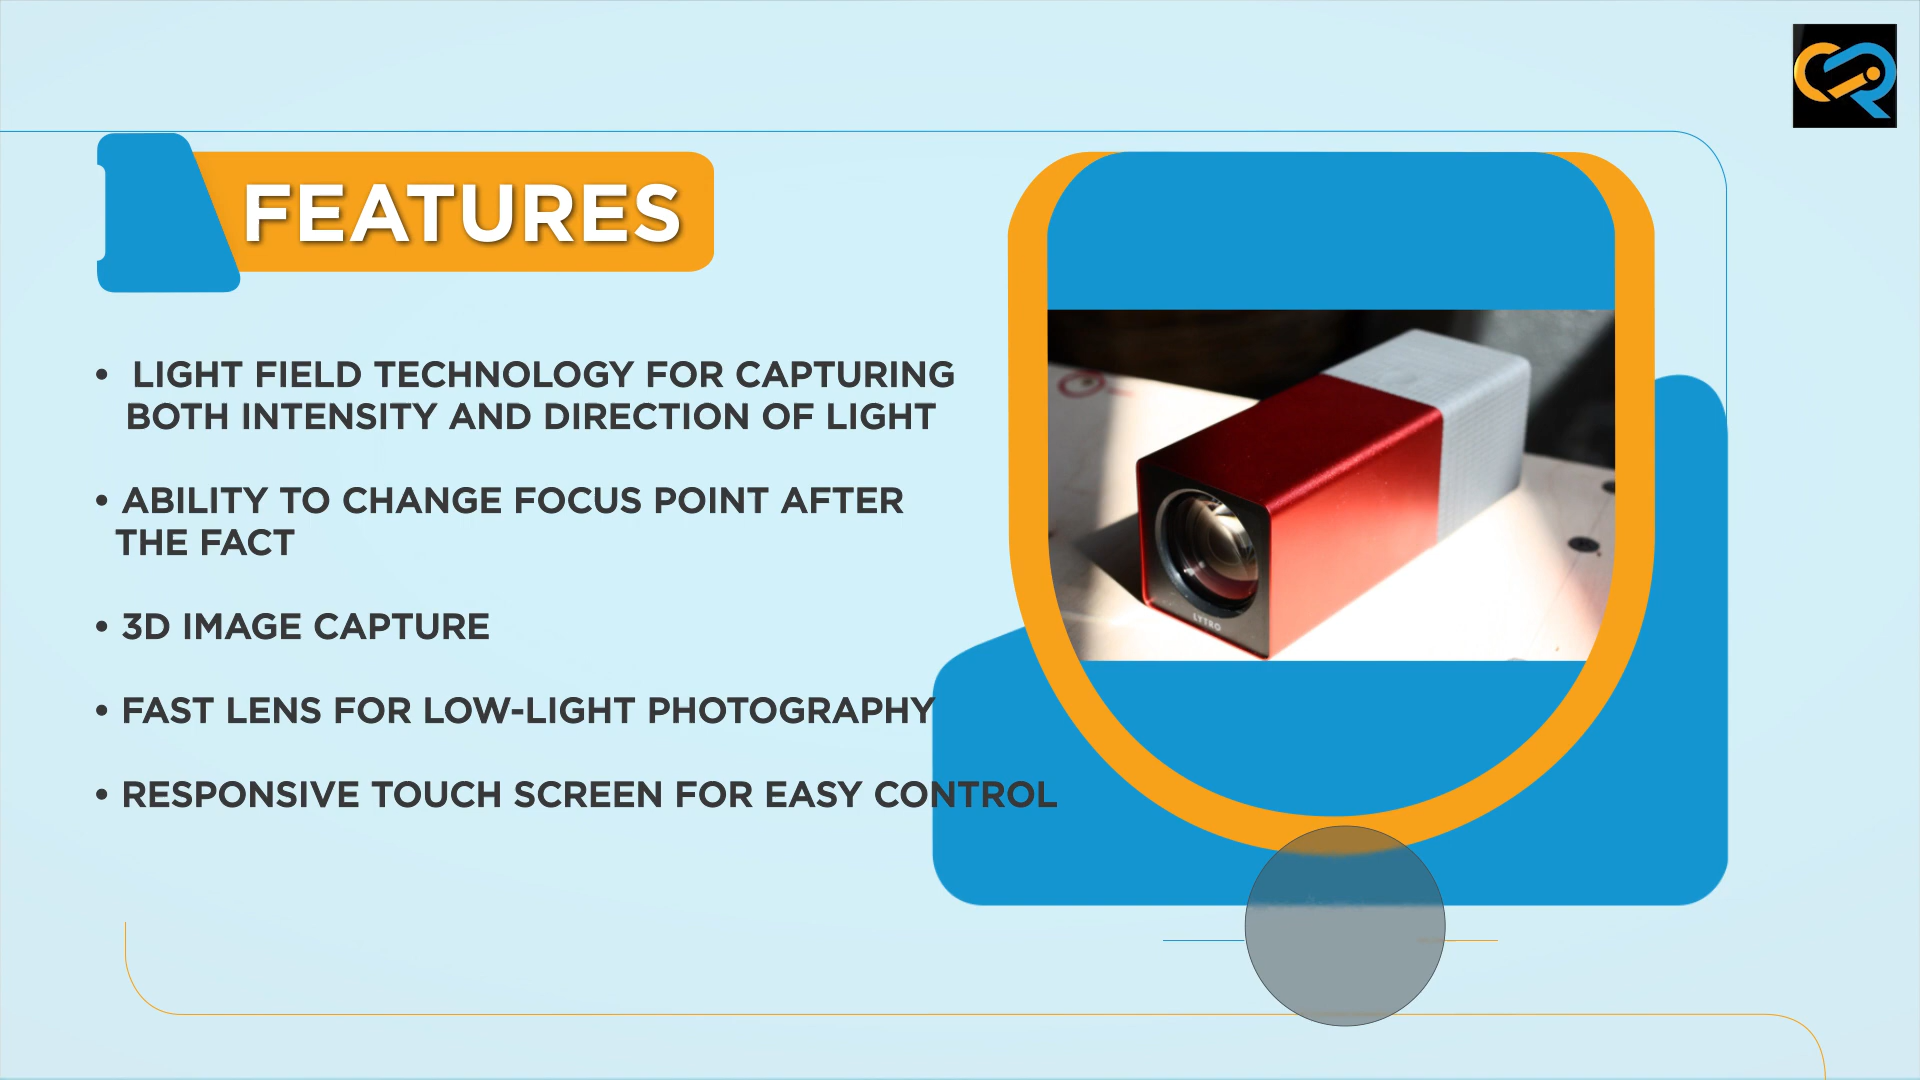 FEATURES
• LIGHT FIELD TECHNOLOGY FOR CAPTURING
BOTH INTENSITY AND DIRECTION OF LIGHT
• ABILITY TO CHANGE FOCUS POINT AFTER
THE FACT
• 3D IMAGE CAPTURE
• FAST LENS FOR LOW-LIGHT PHOTOGRAPHY
• RESPONSIVE TOUCH SCREEN FOR EASY CONTROL
LYTRO